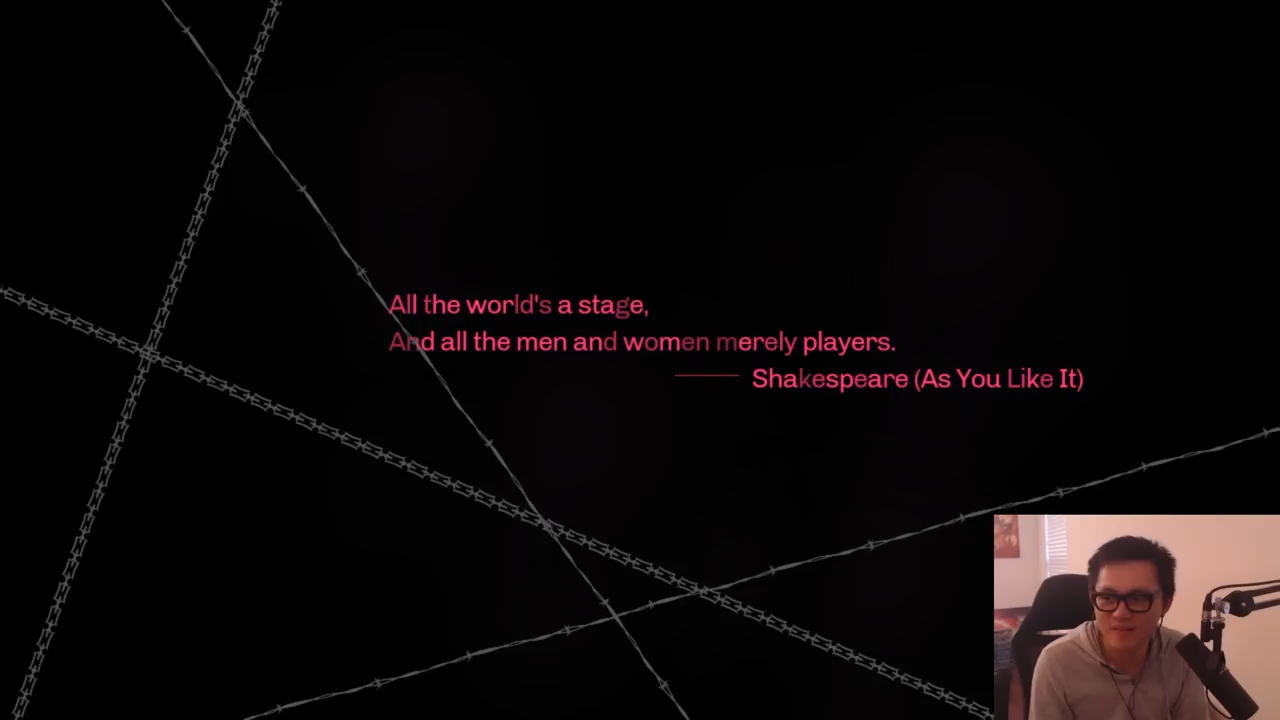 All the world's a stage,
And all the men and women merely players.
Shakespeare (As You Like It)